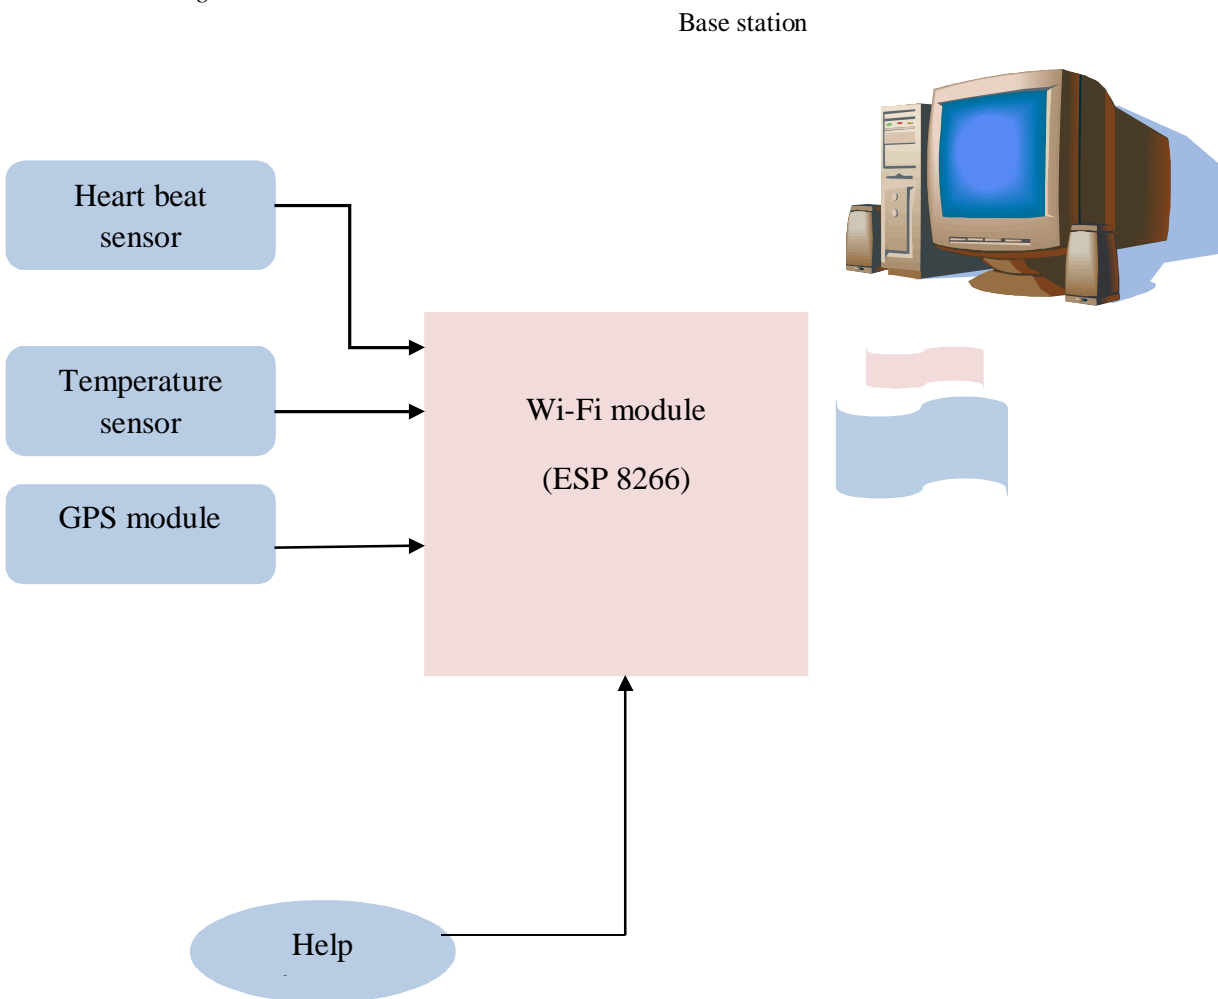 Base station
Heart beat
sensor
Temperature
sensor
Wi-Fi module
(ESP 8266)
GPS module
Help